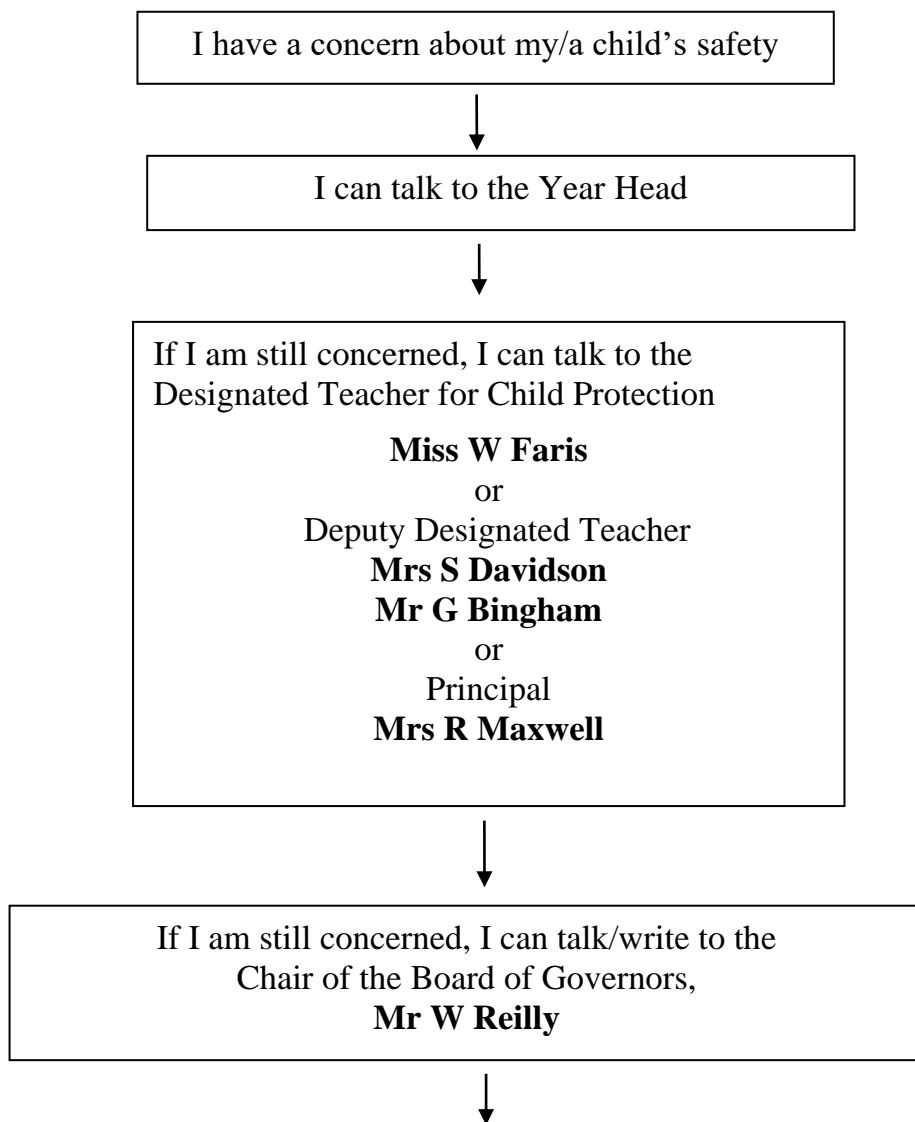 I have a concern about my/a child’s safety
I can talk to the Year Head
If I am still concerned, I can talk to the
Designated Teacher for Child Protection
Miss W Faris
or
Deputy Designated Teacher
Mrs S Davidson
Mr G Bingham
or
Principal
Mrs R Maxwell
If I am still concerned, I can talk/write to the
Chair of the Board of Governors,
Mr W Reilly